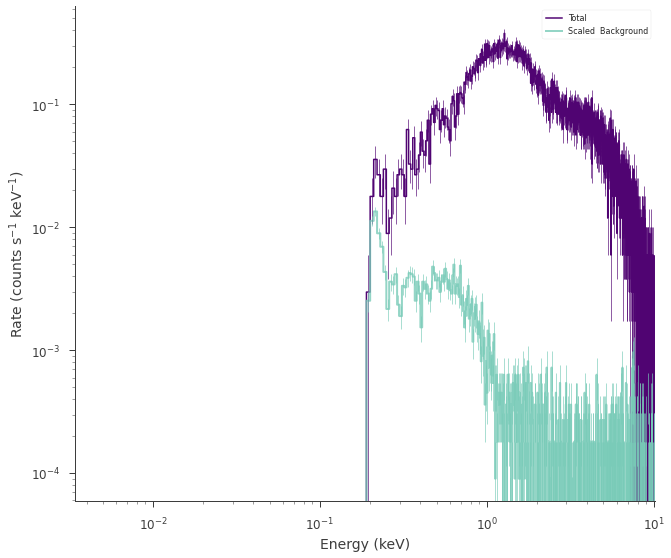 Total
Scaled Background
10⁻¹
10⁻²
10⁻³
10⁻⁴
Rate (counts s⁻¹ keV⁻¹)
10⁻² 10⁻¹ 10⁰ 10¹
Energy (keV)